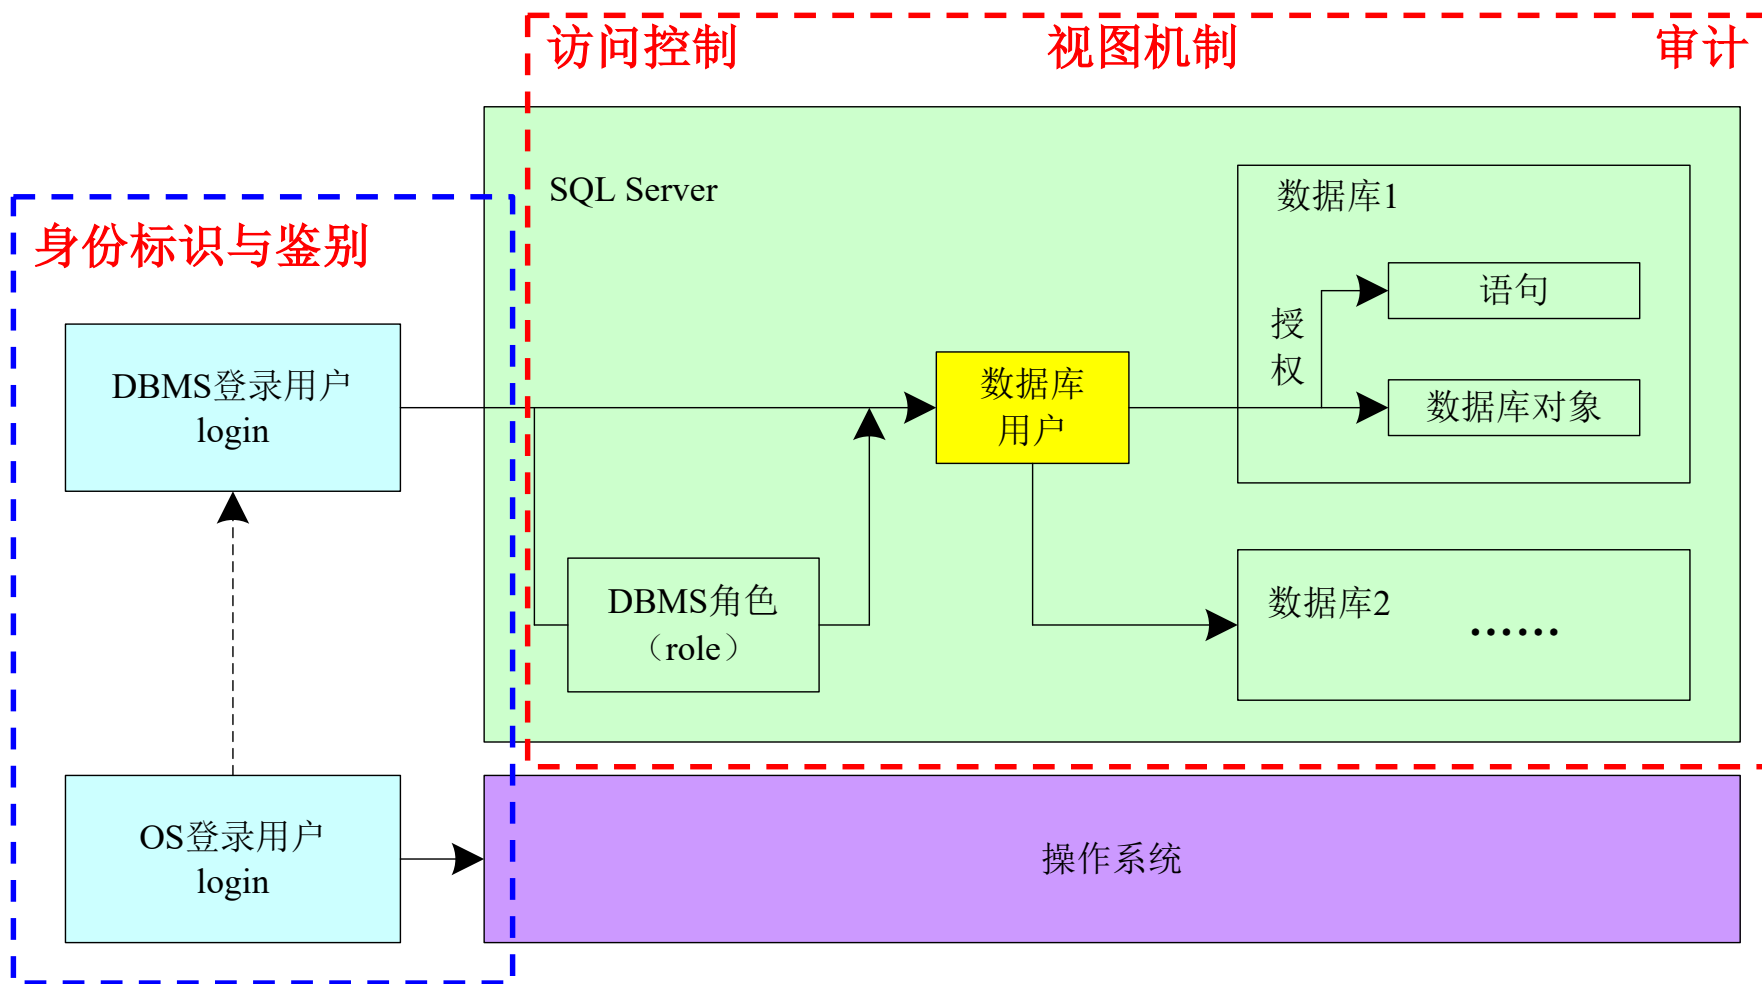 访问控制
视图机制
审计
SQL Server
数据库1
身份标识与鉴别
语句
授
权
DBMS登录用户
login
数据库
用户
数据库对象
DBMS角色
（role）
数据库2
……
OS登录用户
login
操作系统